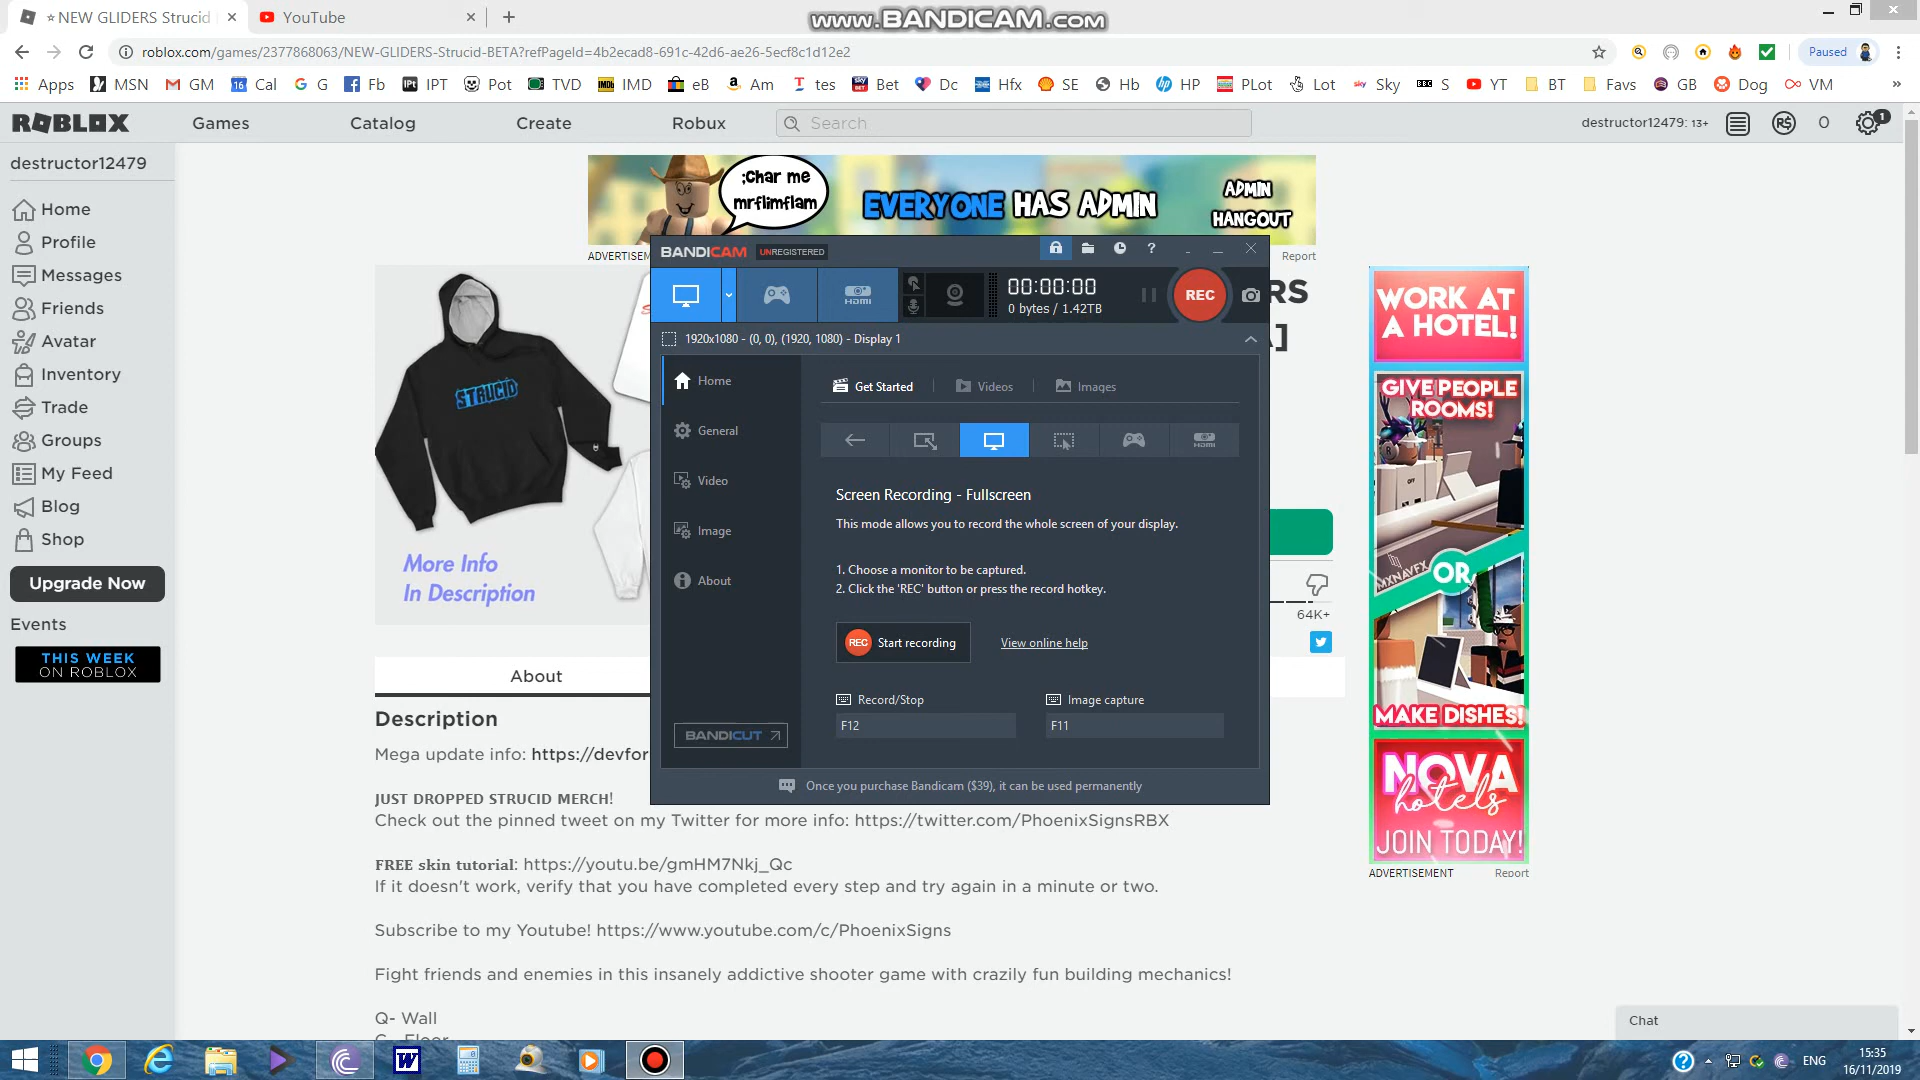 ☆NEW GLIDERS Strucid
YouTube
www.BANDICAM.com
roblox.com/games/2377868063/NEW-GLIDERS-Strucid-BETA?refPageId=4b2ecad8-691c-42d6-ae26-5ecf8c1d12e2
Paused
Apps MSN GM Cal G Fb IPT Pot TVD IMD eB Am tes Bet Dc Hfx SE Hb HP PLot Lot Sky S YT BT Favs GB Dog VM
ROBLOX
Games
Catalog
Create
Robux
Search
destructor12479: 13+
0
1
destructor12479
Home
Profile
Messages
Friends
Avatar
Inventory
Trade
Groups
My Feed
Blog
Shop
Upgrade Now
Events
THIS WEEK
ON ROBLOX
;Char me
mrflimflam
EVERYONE HAS ADMIN
ADMIN
HANGOUT
ADVERTISEM
Report
STRUCID
More Info
In Description
RS
]
64K+
BANDICAM UNREGISTERED
HDMI
00:00:00
0 bytes / 1.42TB
REC
1920x1080 - (0, 0), (1920, 1080) - Display 1
Home
General
Video
Image
About
BANDICUT
Get Started
Videos
Images
HDMI
Screen Recording - Fullscreen
This mode allows you to record the whole screen of your display.
1. Choose a monitor to be captured.
2. Click the 'REC' button or press the record hotkey.
REC Start recording
View online help
Record/Stop
F12
Image capture
F11
Once you purchase Bandicam ($39), it can be used permanently
About
Description
Mega update info: https://devfor
JUST DROPPED STRUCID MERCH!
Check out the pinned tweet on my Twitter for more info: https://twitter.com/PhoenixSignsRBX
FREE skin tutorial: https://youtu.be/gmHM7Nkj_Qc
If it doesn't work, verify that you have completed every step and try again in a minute or two.
Subscribe to my Youtube! https://www.youtube.com/c/PhoenixSigns
Fight friends and enemies in this insanely addictive shooter game with crazily fun building mechanics!
Q- Wall
WORK AT
A HOTEL!
GIVE PEOPLE
ROOMS!
MXNAVFX
OR
MAKE DISHES!
NOVA
hotels
JOIN TODAY!
ADVERTISEMENT
Report
Chat
ENG
15:35
16/11/2019